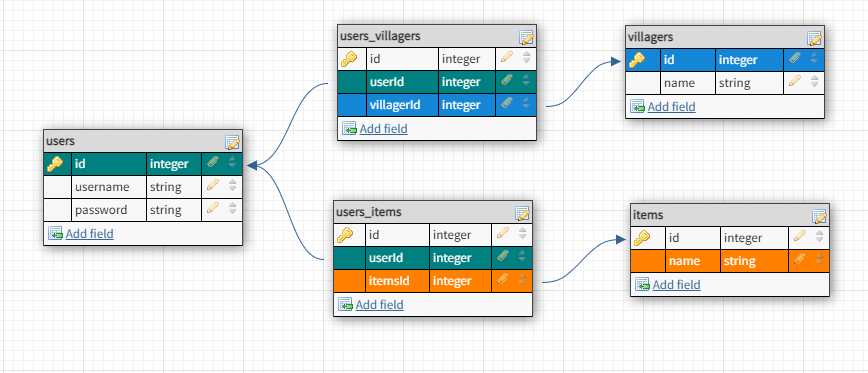 users_villagers
id integer
userId integer
villagerId integer
Add field
villagers
id integer
name string
Add field
users
id integer
username string
password string
Add field
users_items
id integer
userId integer
itemsId integer
Add field
items
id integer
name string
Add field